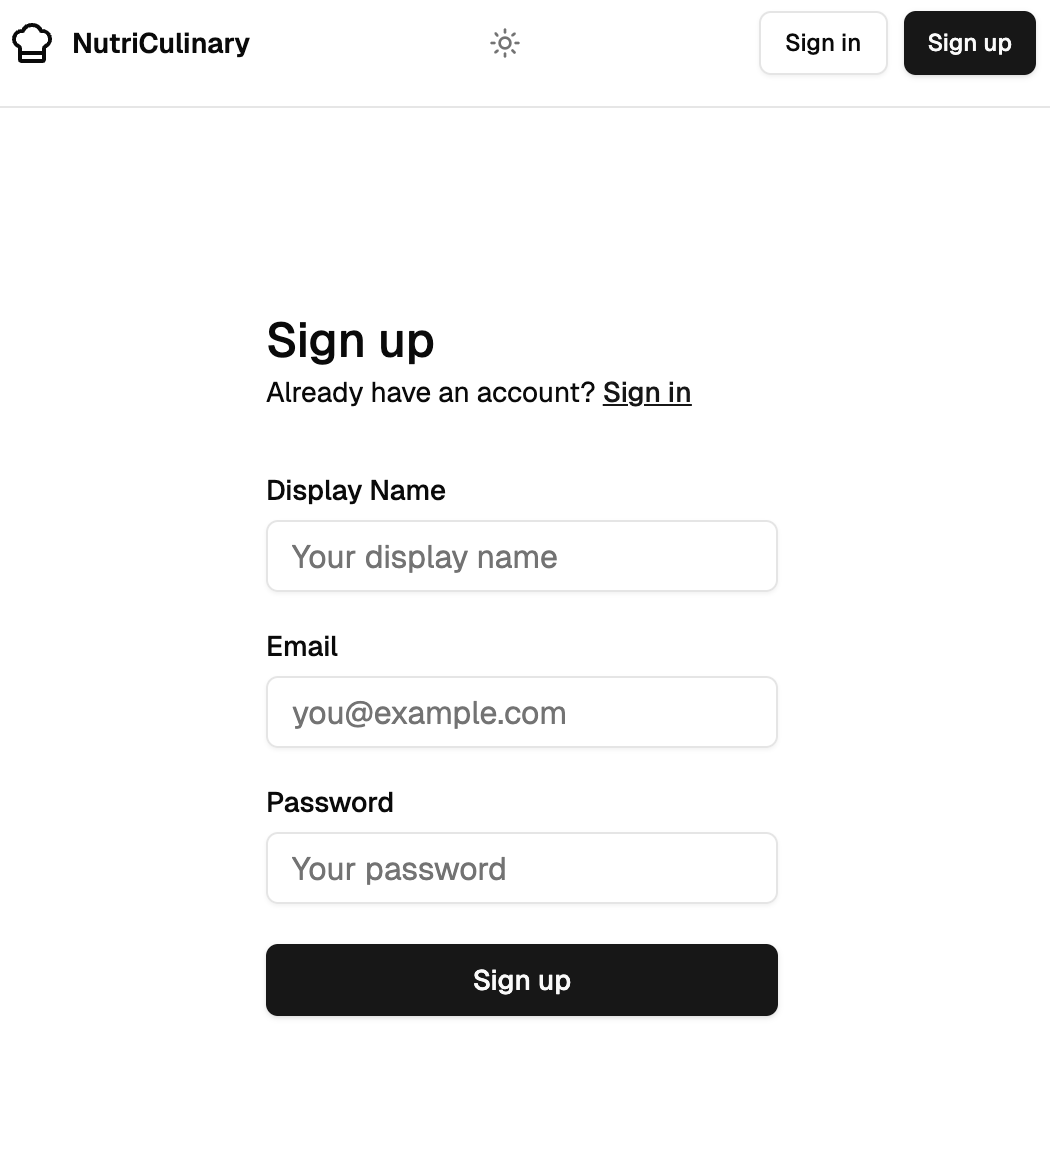 NutriCulinary
Sign in
Sign up
Sign up
Already have an account? Sign in
Display Name
Your display name
Email
you@example.com
Password
Your password
Sign up